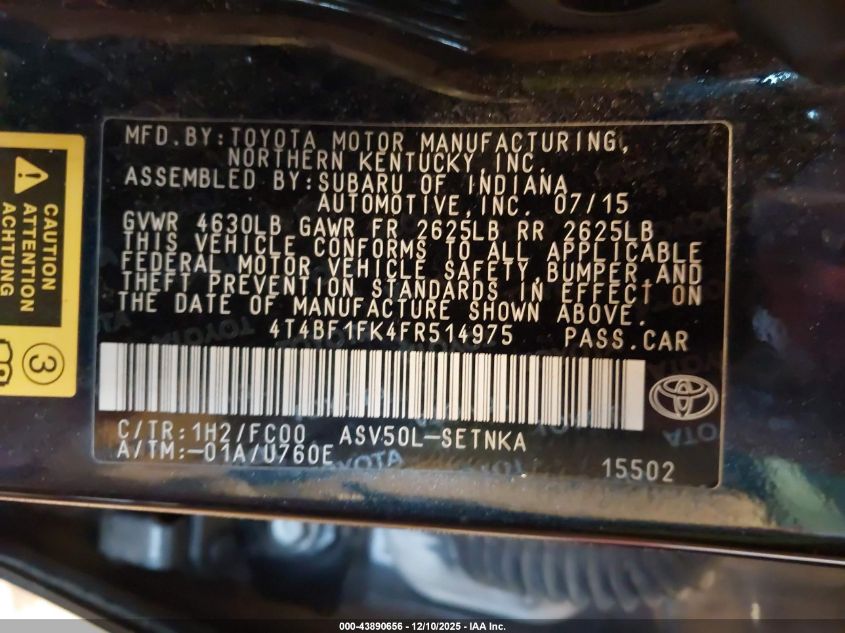 MFD.BY:TOYOTA MOTOR MANUFACTURING,
NORTHERN KENTUCKY,INC.
ASSEMBLED BY:SUBARU OF INDIANA
AUTOMOTIVE,INC. 07/15
GVWR 4630LB GAWR FR 2625LB RR 2625LB
THIS VEHICLE CONFORMS TO ALL APPLICABLE
FEDERAL MOTOR VEHICLE SAFETY, BUMPER AND
THEFT PREVENTION STANDARDS IN EFFECT ON
THE DATE OF MANUFACTURE SHOWN ABOVE.
4T4BF1FK4FR514975 PASS.CAR
C/TR:1H2/FC00 ASV50L-SETNKA
A/TM:-01A/U760E
15502
CAUTION
ATTENTION
ACHTUNG
3
000-43890656 - 12/10/2025 - IAA Inc.